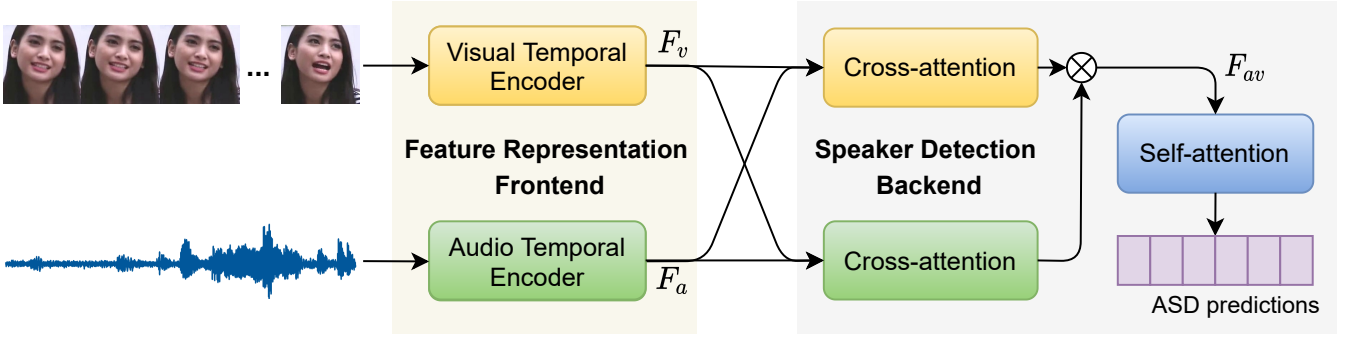 Visual Temporal
Encoder
F_v
Cross-attention
F_av
...
Feature Representation
Frontend
Speaker Detection
Backend
Self-attention
Audio Temporal
Encoder
F_a
Cross-attention
ASD predictions